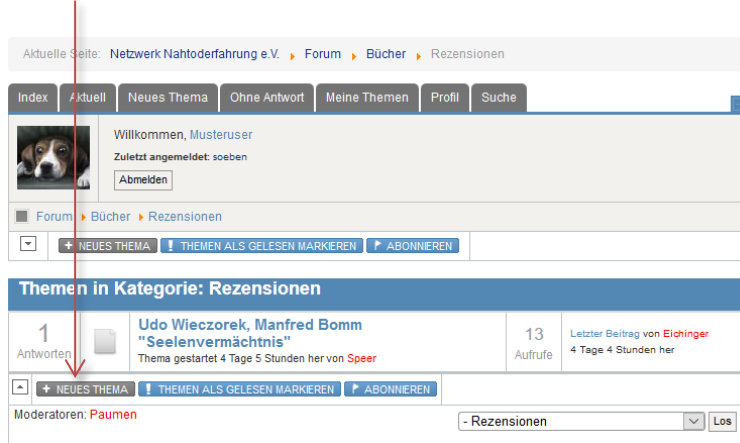 Aktuelle Seite: Netzwerk Nahtoderfahrung e.V. Forum Bücher Rezensionen
Index Aktuell Neues Thema Ohne Antwort Meine Themen Profil Suche
Willkommen, Musteruser
Zuletzt angemeldet: soeben
Abmelden
Forum Bücher Rezensionen
+ NEUES THEMA ! THEMEN ALS GELESEN MARKIEREN ABONNIEREN
Themen in Kategorie: Rezensionen
1 Antworten
Udo Wieczorek, Manfred Bomm
"Seelenvermächtnis"
Thema gestartet 4 Tage 5 Stunden her von Speer
13 Aufrufe
Letzter Beitrag von Eichinger
4 Tage 4 Stunden her
+ NEUES THEMA ! THEMEN ALS GELESEN MARKIEREN ABONNIEREN
Moderatoren: Paumen
- Rezensionen Los